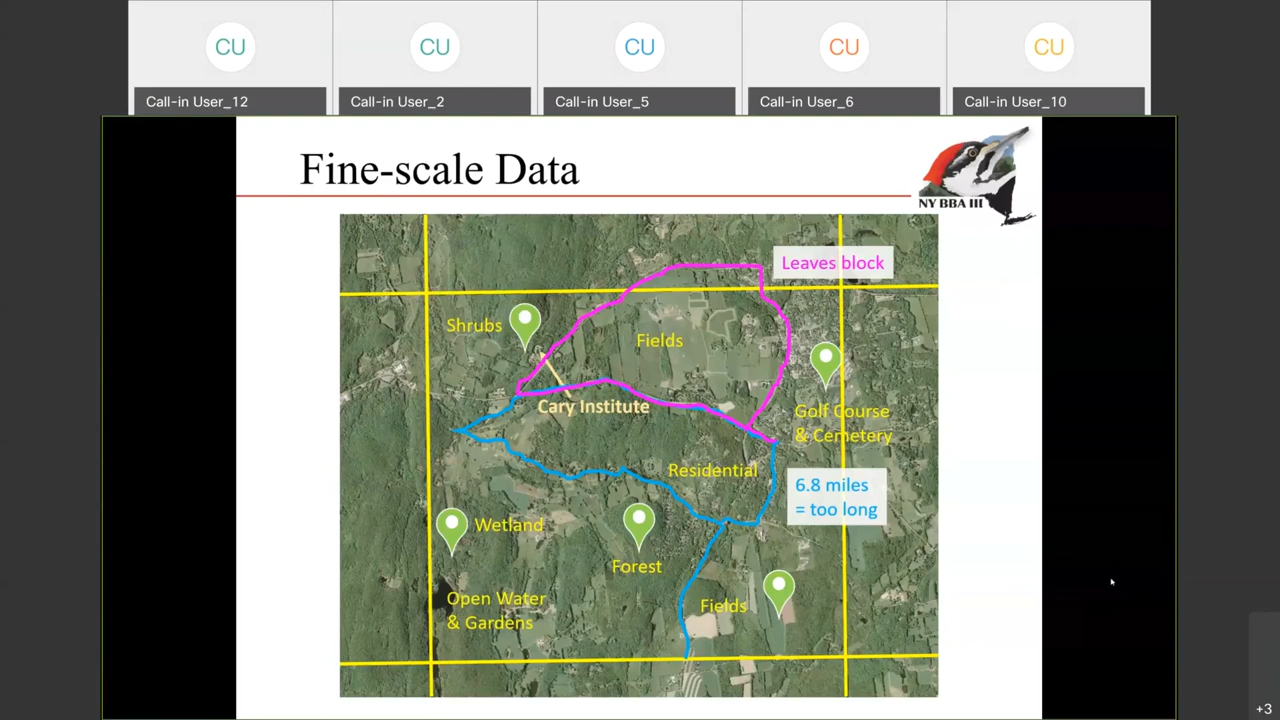 CU
CU
CU
CU
CU
Call-in User_12
Call-in User_2
Call-in User_5
Call-in User_6
Call-in User_10
Fine-scale Data
NY BBA III
Leaves block
Shrubs
Fields
Cary Institute
Golf Course
& Cemetery
Residential
6.8 miles
= too long
Wetland
Forest
Open Water
& Gardens
Fields
+3